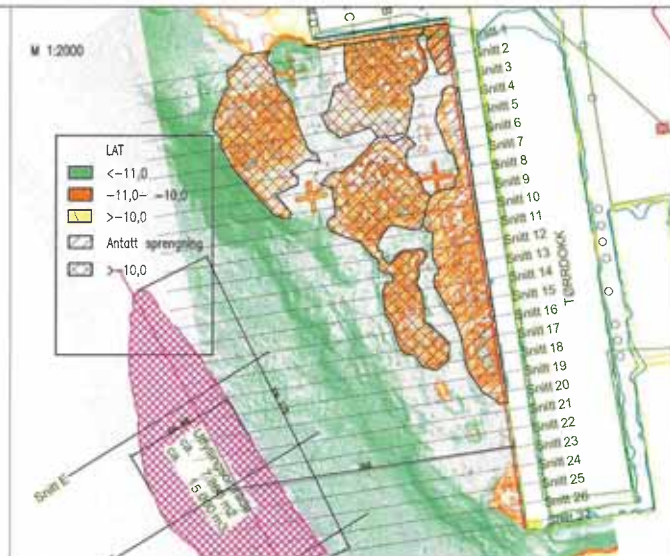 M 1:2000
C
LAT
<-11,0
-11,0- -10,0
>-10,0
Antatt sprengning
>-10,0
Snitt 2
Snitt 3
Snitt 4
Snitt 5
Snitt 6
Snitt 7
Snitt 8
Snitt 9
Snitt 10
Snitt 11
Snitt 12
Snitt 13
Snitt 14
Snitt 15
Snitt 16
Snitt 17
Snitt 18
Snitt 19
Snitt 20
Snitt 21
Snitt 22
Snitt 23
Snitt 24
Snitt 25
Snitt 26
Snitt 27
TØRRDOKK
Snitt E